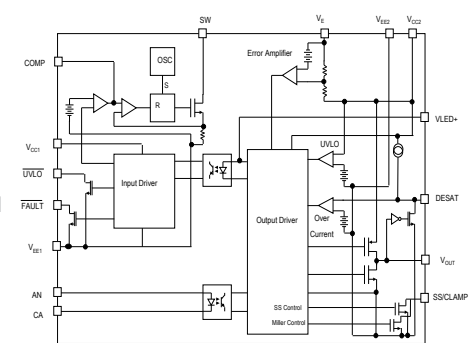 SW
VE
VEE2
VCC2
OSC
Error Amplifier
COMP
S
R
VLED+
VCC1
UVLO
UVLO
Input Driver
DESAT
FAULT
Output Driver
Over
Current
VEE1
VOUT
AN
SS Control
SS/CLAMP
CA
Miller Control